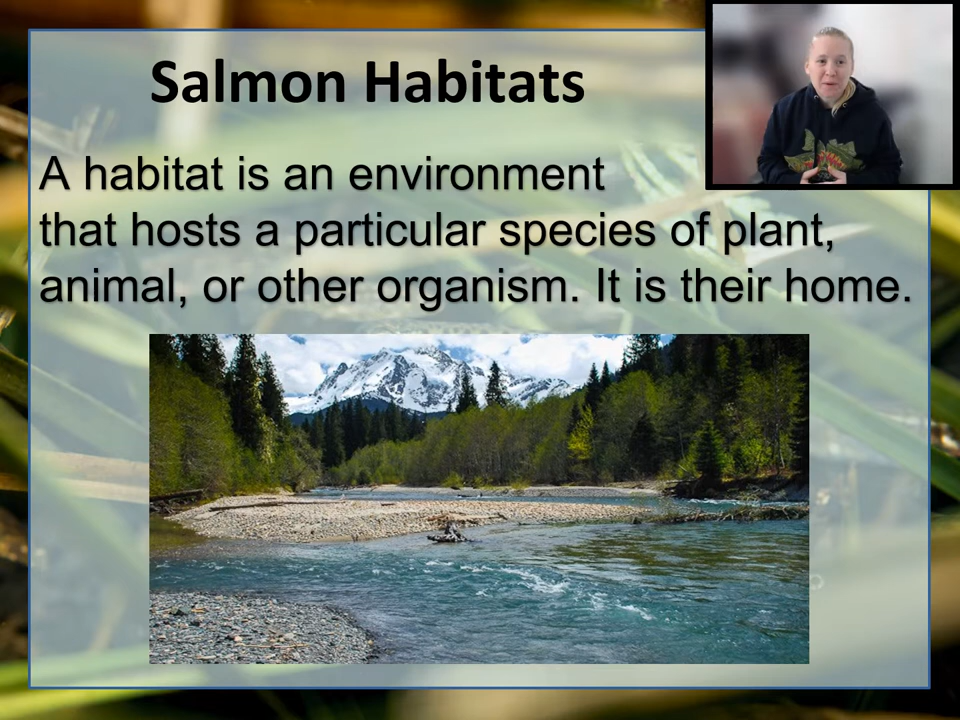 Salmon Habitats
A habitat is an environment
that hosts a particular species of plant,
animal, or other organism. It is their home.